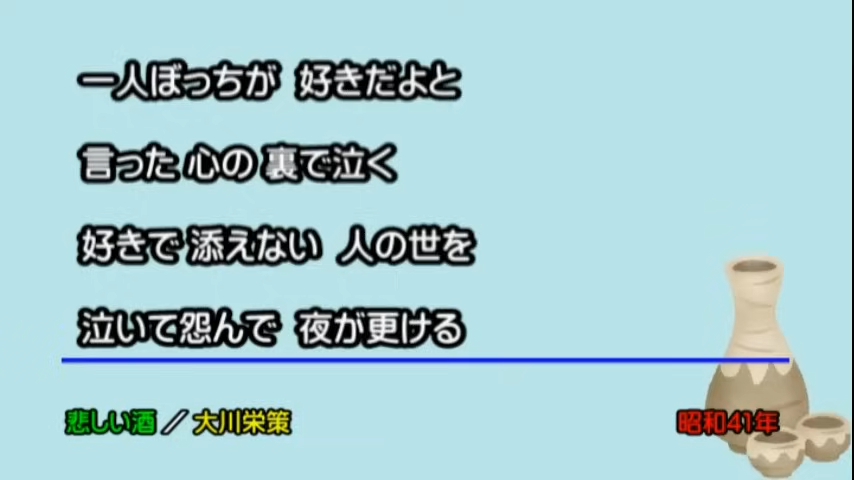 一人ぼっちが 好きだよと
言った 心の 裏で泣く
好きで 添えない 人の世を
泣いて怨んで 夜が更ける
悲しい酒／大川栄策 昭和41年